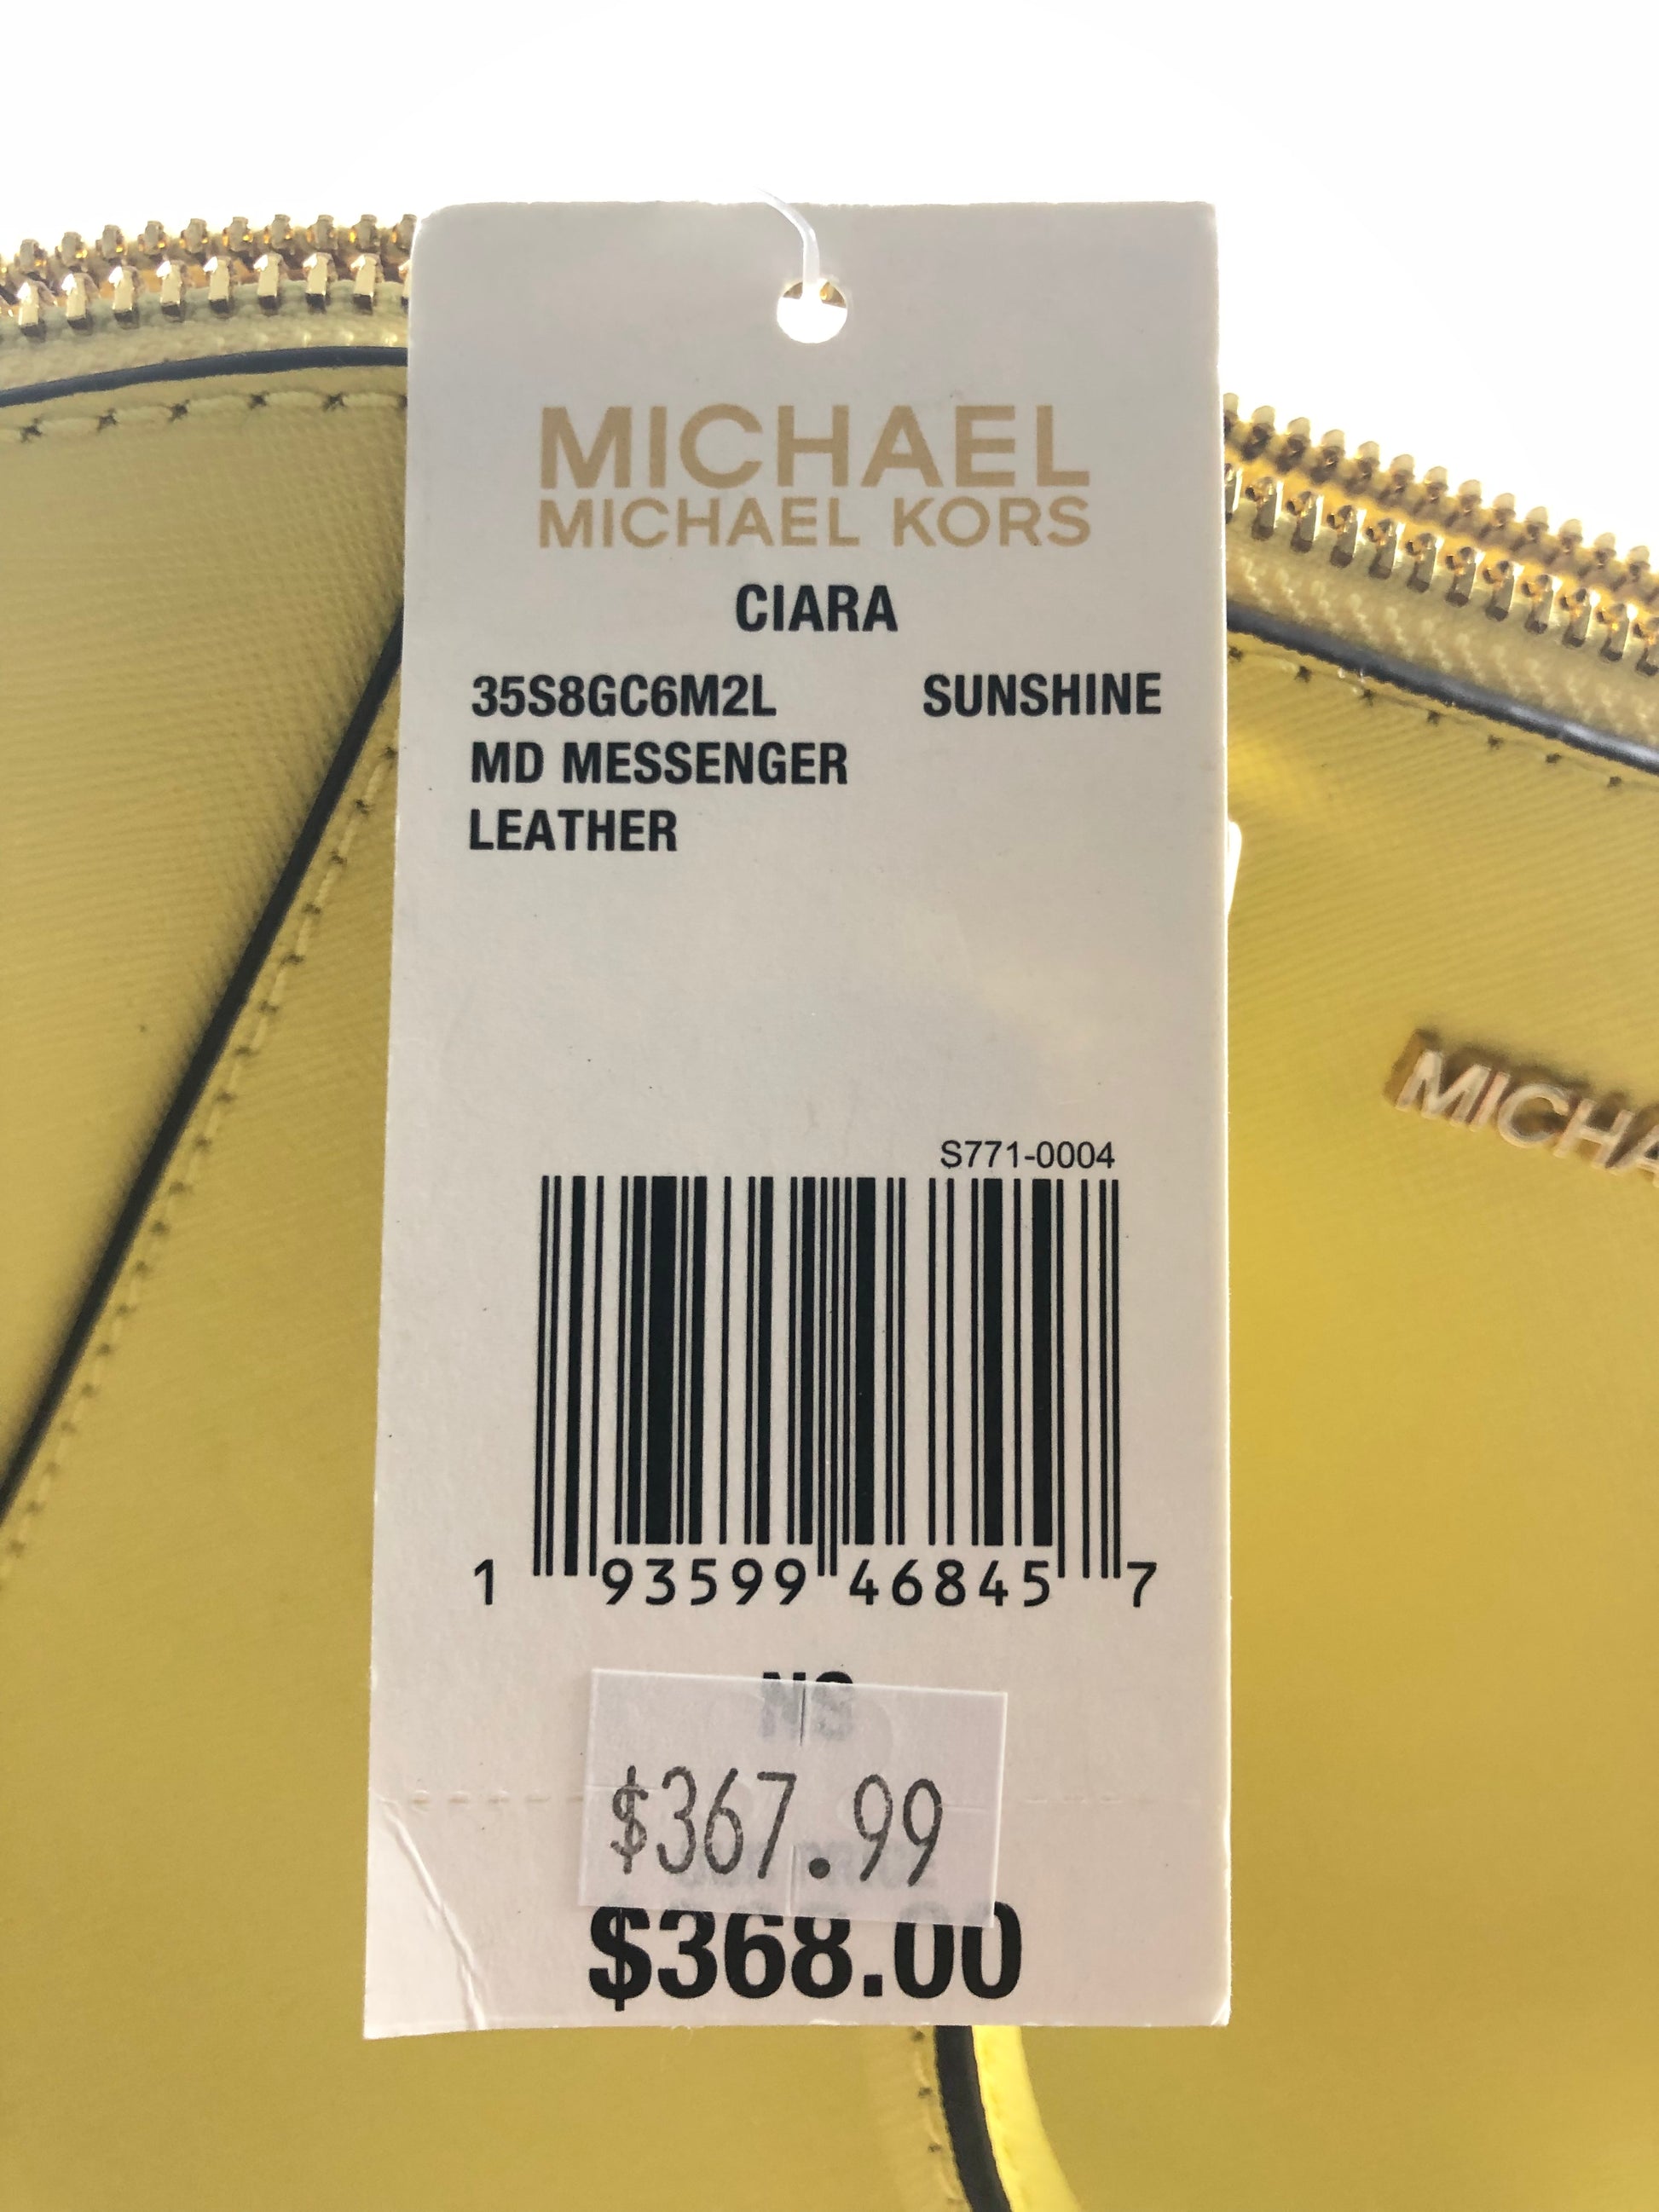 MICHAEL
MICHAEL KORS
CIARA
35S8GC6M2L SUNSHINE
MD MESSENGER
LEATHER
MICHA
S771-0004
1 93599 46845 7
NS
$367.99
$368.00